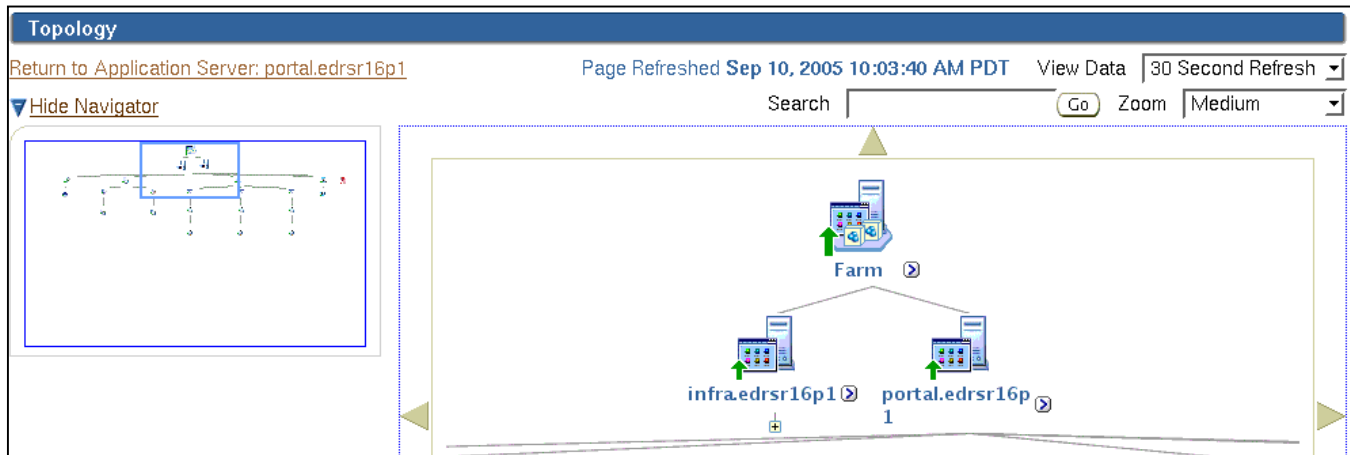 Topology
Return to Application Server: portal.edrsr16p1 Page Refreshed Sep 10, 2005 10:03:40 AM PDT View Data 30 Second Refresh
Hide Navigator Search Go Zoom Medium
Farm
infra.edrsr16p1 portal.edrsr16p
1